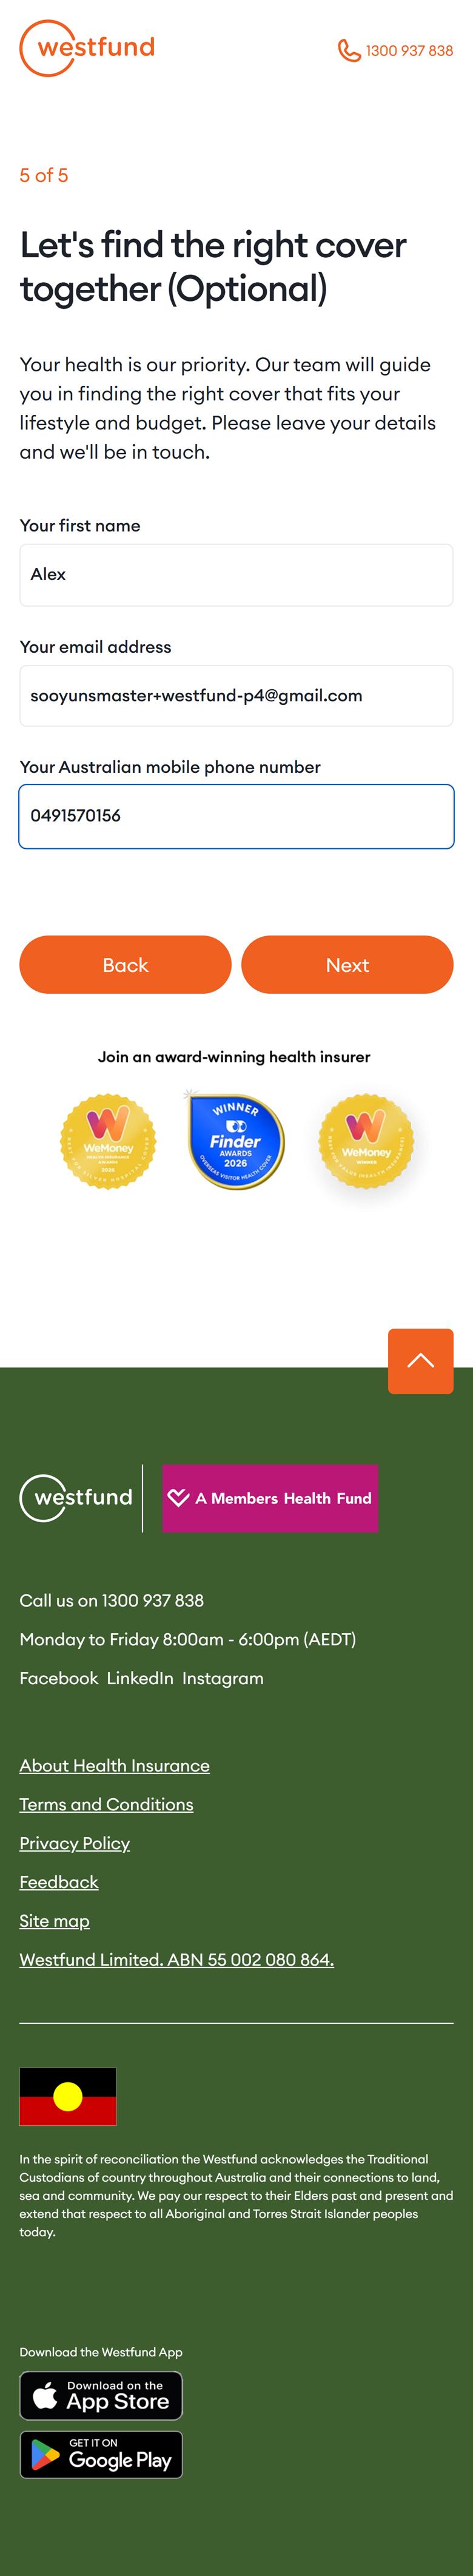 westfund
1300 937 838
5 of 5
Let's find the right cover
together (Optional)
Your health is our priority. Our team will guide
you in finding the right cover that fits your
lifestyle and budget. Please leave your details
and we'll be in touch.
Your first name
Alex
Your email address
sooyunsmaster+westfund-p4@gmail.com
Your Australian mobile phone number
0491570156
Back
Next
Join an award-winning health insurer
WeMoney
HEALTH INSURANCE
AWARDS
2026
WINNER
Finder
AWARDS
2026
OVERSEAS VISITOR HEALTH COVER
WeMoney
WINNER
westfund
A Members Health Fund
Call us on 1300 937 838
Monday to Friday 8:00am - 6:00pm (AEDT)
Facebook LinkedIn Instagram
About Health Insurance
Terms and Conditions
Privacy Policy
Feedback
Site map
Westfund Limited. ABN 55 002 080 864.
In the spirit of reconciliation the Westfund acknowledges the Traditional
Custodians of country throughout Australia and their connections to land,
sea and community. We pay our respect to their Elders past and present and
extend that respect to all Aboriginal and Torres Strait Islander peoples
today.
Download the Westfund App
Download on the
App Store
GET IT ON
Google Play